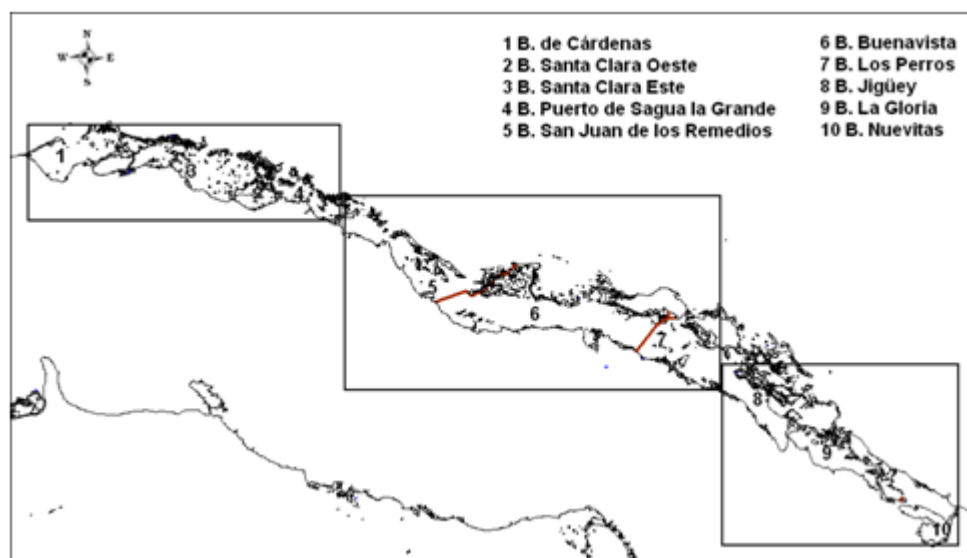 N
W E
S
1 B. de Cárdenas
2 B. Santa Clara Oeste
3 B. Santa Clara Este
4 B. Puerto de Sagua la Grande
5 B. San Juan de los Remedios
6 B. Buenavista
7 B. Los Perros
8 B. Jigüey
9 B. La Gloria
10 B. Nuevitas
1
3
2
4
5
6
7
8
9
10